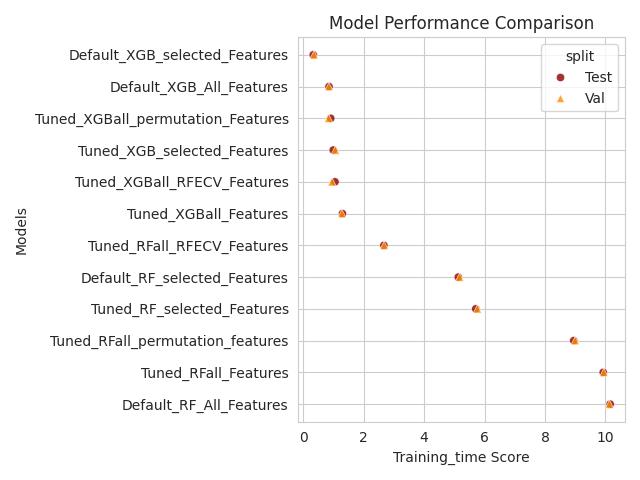 Model Performance Comparison
split
Test
Val
Default_XGB_selected_Features
Default_XGB_All_Features
Tuned_XGBall_permutation_Features
Tuned_XGB_selected_Features
Tuned_XGBall_RFECV_Features
Tuned_XGBall_Features
Tuned_RFall_RFECV_Features
Default_RF_selected_Features
Tuned_RF_selected_Features
Tuned_RFall_permutation_features
Tuned_RFall_Features
Default_RF_All_Features
Models
0 2 4 6 8 10
Training_time Score